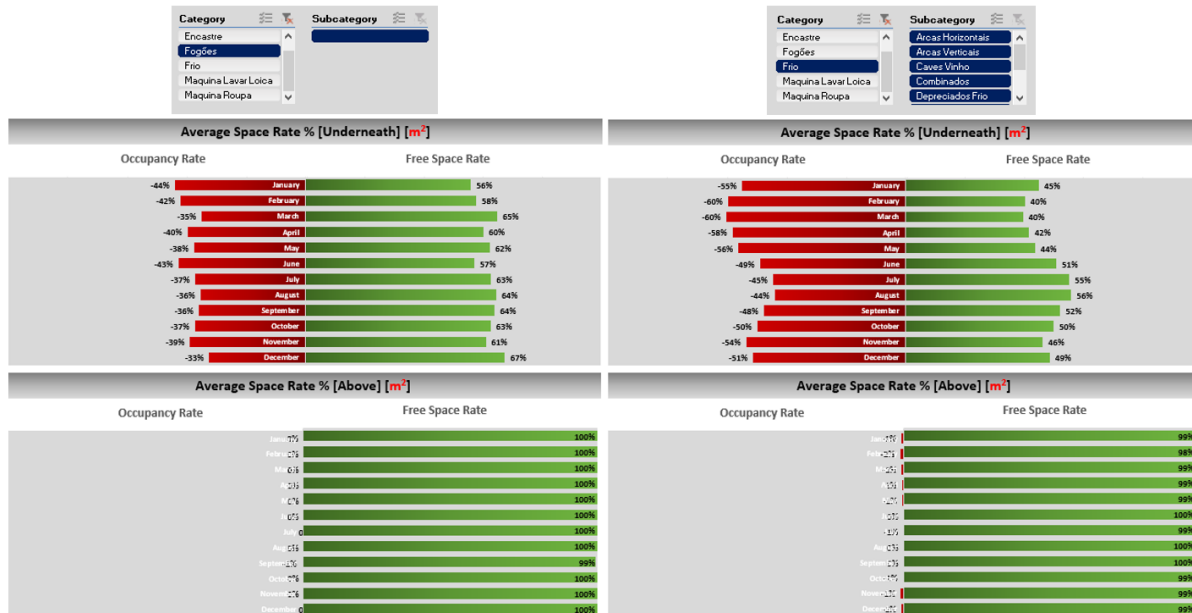 Category
Subcategory
Encastre
Fogões
Frio
Maquina Lavar Loica
Maquina Roupa
Average Space Rate % [Underneath] [m²]
Occupancy Rate
Free Space Rate
-44% January 56%
-42% February 58%
-35% March 65%
-40% April 60%
-38% May 62%
-43% June 57%
-37% July 63%
-36% August 64%
-36% September 64%
-37% October 63%
-39% November 61%
-33% December 67%
Average Space Rate % [Above] [m²]
Occupancy Rate
Free Space Rate
100%
100%
100%
100%
100%
100%
July 0 100%
100%
99%
100%
100%
December 0 100%
Category
Subcategory
Encastre
Fogões
Frio
Maquina Lavar Loica
Maquina Roupa
Arcas Horizontais
Arcas Verticais
Caves Vinho
Combinados
Depreciados Frio
Average Space Rate % [Underneath] [m²]
Occupancy Rate
Free Space Rate
-55% January 45%
-60% February 40%
-60% March 40%
-58% April 42%
-56% May 44%
-49% June 51%
-45% July 55%
-44% August 56%
-48% September 52%
-50% October 50%
-54% November 46%
-51% December 49%
Average Space Rate % [Above] [m²]
Occupancy Rate
Free Space Rate
99%
98%
99%
99%
99%
100%
99%
100%
100%
99%
99%
99%